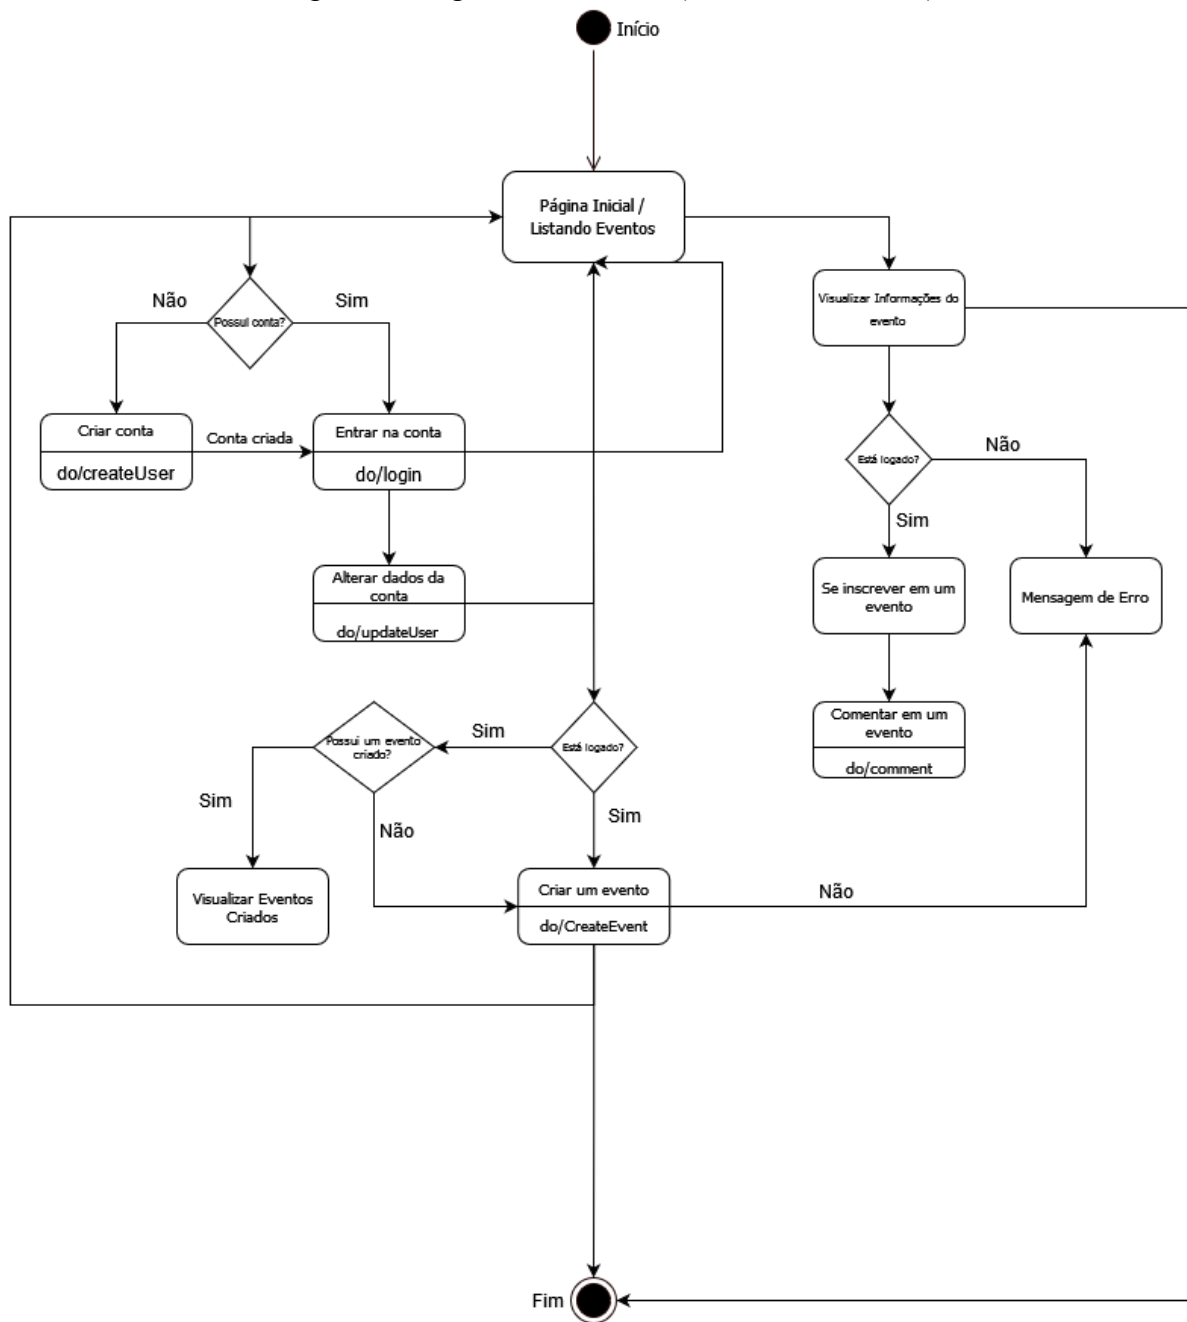 Início
Página Inicial /
Listando Eventos
Visualizar Informações do
evento
Não
Sim
Possui conta?
Criar conta
do/createUser
Conta criada
Entrar na conta
do/login
Está logado?
Não
Sim
Alterar dados da
conta
do/updateUser
Se inscrever em um
evento
Mensagem de Erro
Comentar em um
evento
do/comment
Possui um evento
criado?
Sim
Está logado?
Sim
Não
Sim
Visualizar Eventos
Criados
Criar um evento
do/CreateEvent
Não
Fim